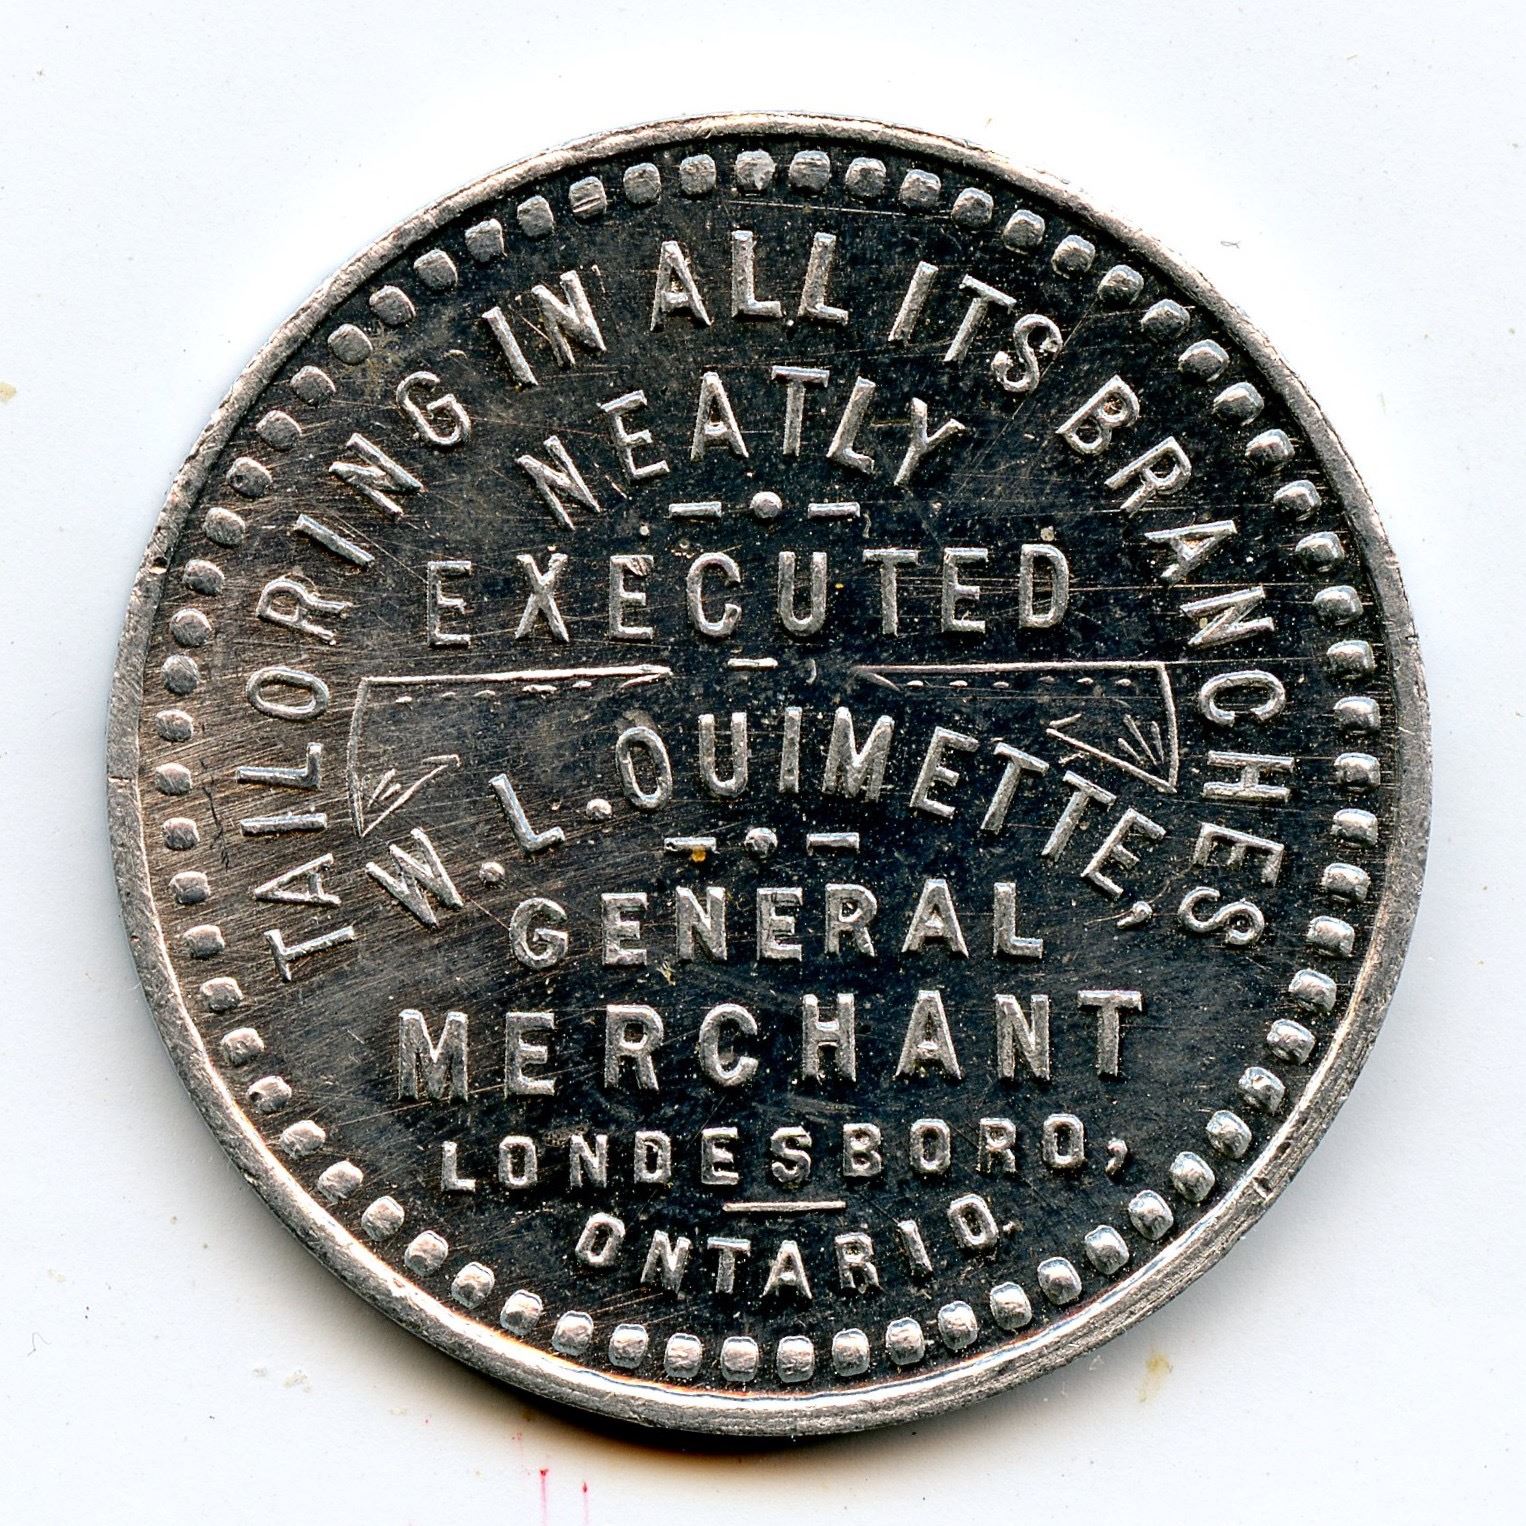 TAILORING IN ALL ITS BRANCHES
NEATLY
EXECUTED
W.L.OUIMETTE,
GENERAL
MERCHANT
LONDESBORO,
ONTARIO.